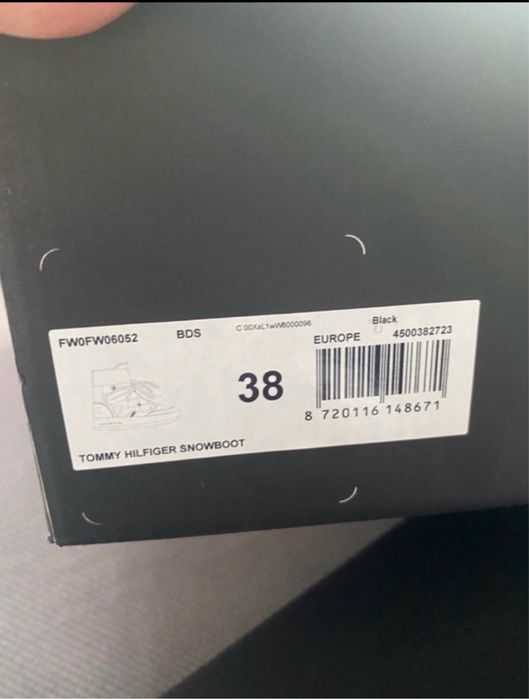 FW0FW06052 BDS C 00XsL1wW6000096 Black
EUROPE 4500382723
38
8 720116 148671
TOMMY HILFIGER SNOWBOOT